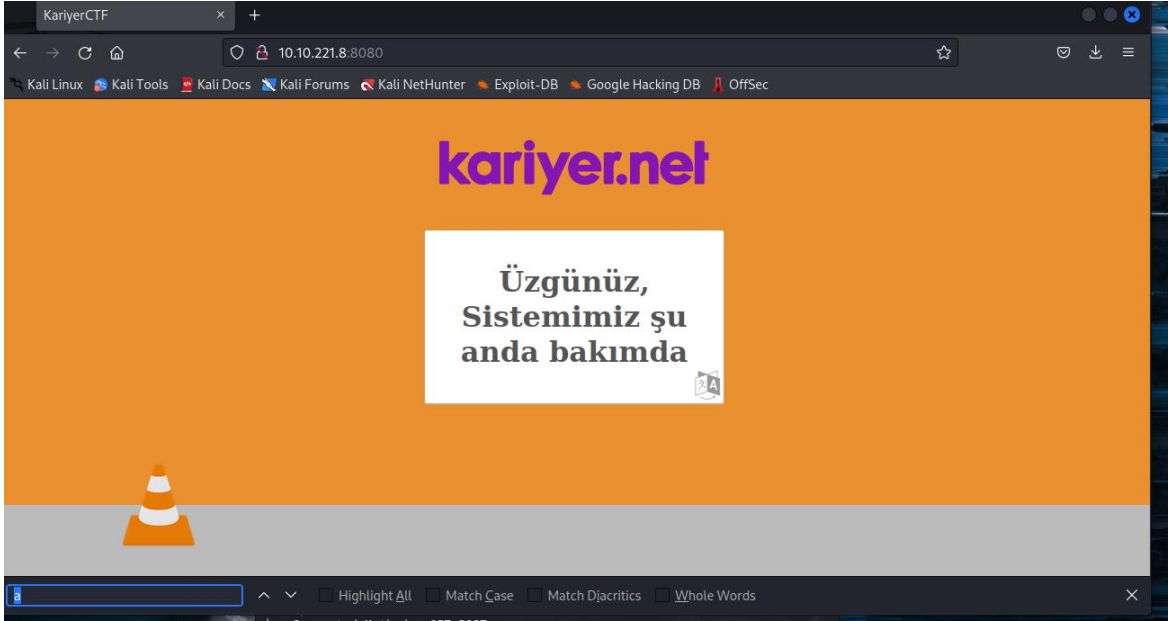 KariyerCTF
10.10.221.8:8080
Kali Linux Kali Tools Kali Docs Kali Forums Kali NetHunter Exploit-DB Google Hacking DB OffSec
kariyer.net
Üzgünüz,
Sistemimiz şu
anda bakımda
A
a
Highlight All Match Case Match Diacritics Whole Words